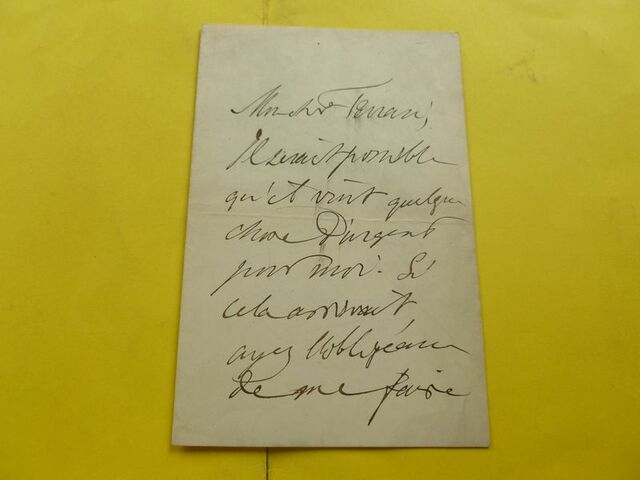 Mon cher Ferrari,
Il serait possible
qu'il vint quelque
chose d'urgent
pour moi. Si
cela arrivait
ayez l'obligeance
de me faire